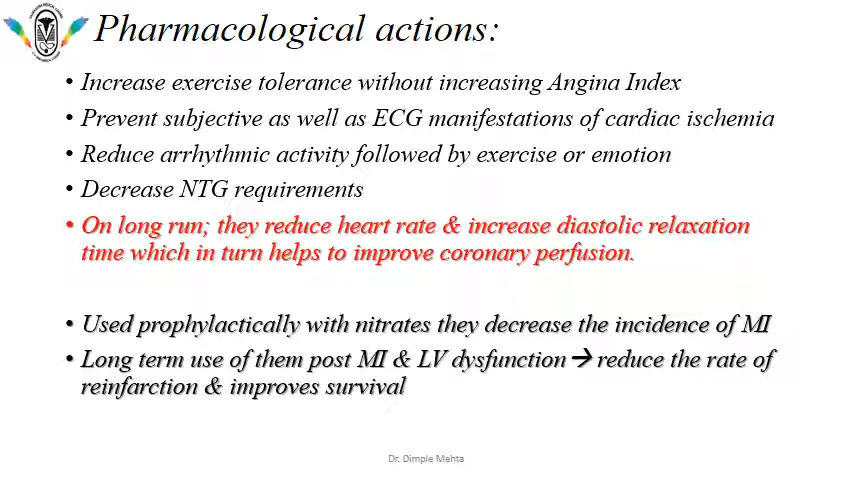 Pharmacological actions:
• Increase exercise tolerance without increasing Angina Index
• Prevent subjective as well as ECG manifestations of cardiac ischemia
• Reduce arrhythmic activity followed by exercise or emotion
• Decrease NTG requirements
• On long run; they reduce heart rate & increase diastolic relaxation
time which in turn helps to improve coronary perfusion.
• Used prophylactically with nitrates they decrease the incidence of MI
• Long term use of them post MI & LV dysfunction→ reduce the rate of
reinfarction & improves survival
Dr. Dimple Mehta